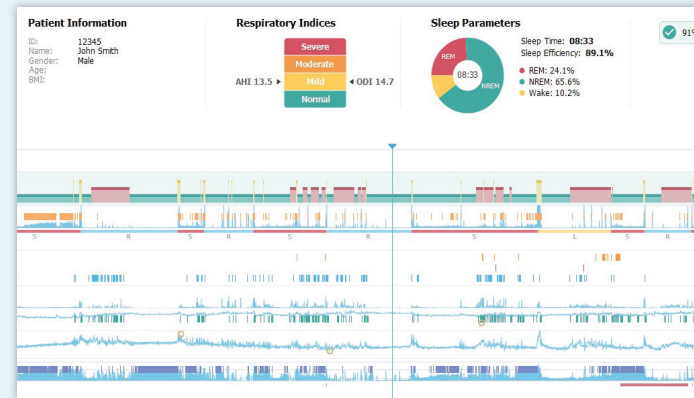 Patient Information
ID: 12345
Name: John Smith
Gender: Male
Age:
BMI:
Respiratory Indices
Severe
Moderate
AHI 13.5 ▸ Mild ◂ ODI 14.7
Normal
Sleep Parameters
REM
08:33
NREM
Sleep Time: 08:33
Sleep Efficiency: 89.1%
REM: 24.1%
NREM: 65.6%
Wake: 10.2%
91%
S R S R S R S L S R